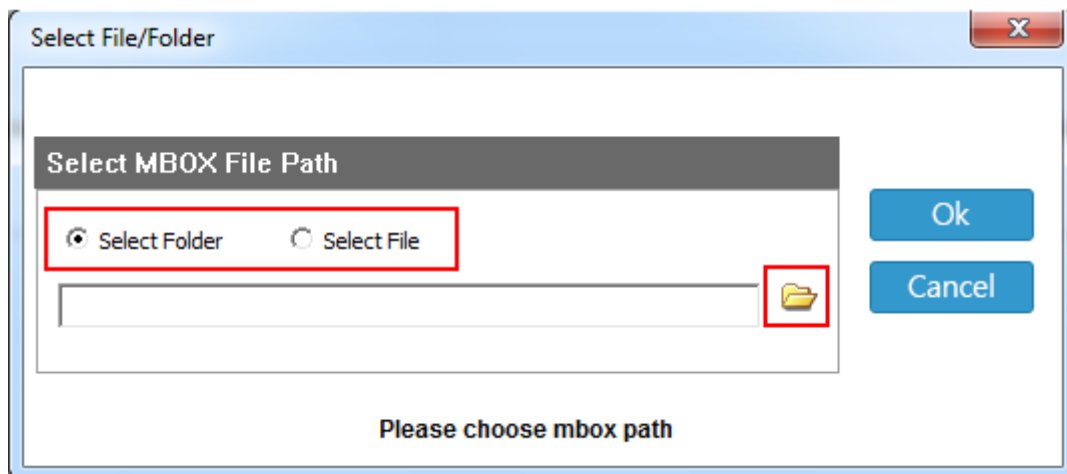 Select File/Folder
Select MBOX File Path
Select Folder Select File
Ok
Cancel
Please choose mbox path